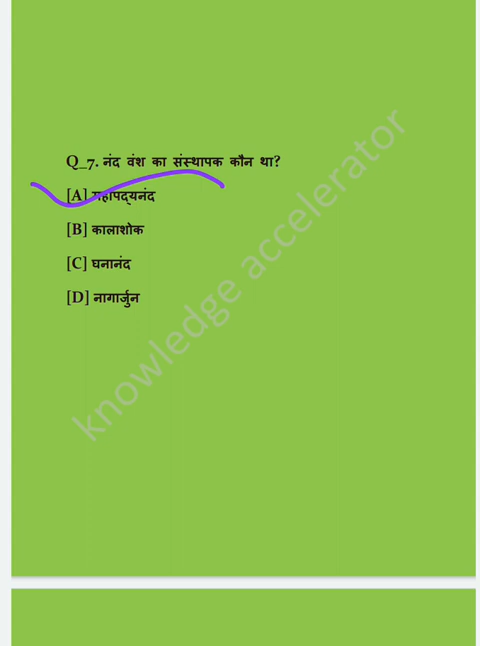 Q_7. नंद वंश का संस्थापक कौन था?
[A] महापद्यनंद
[B] कालाशोक
[C] घनानंद
[D] नागार्जुन
knowledge accelerator